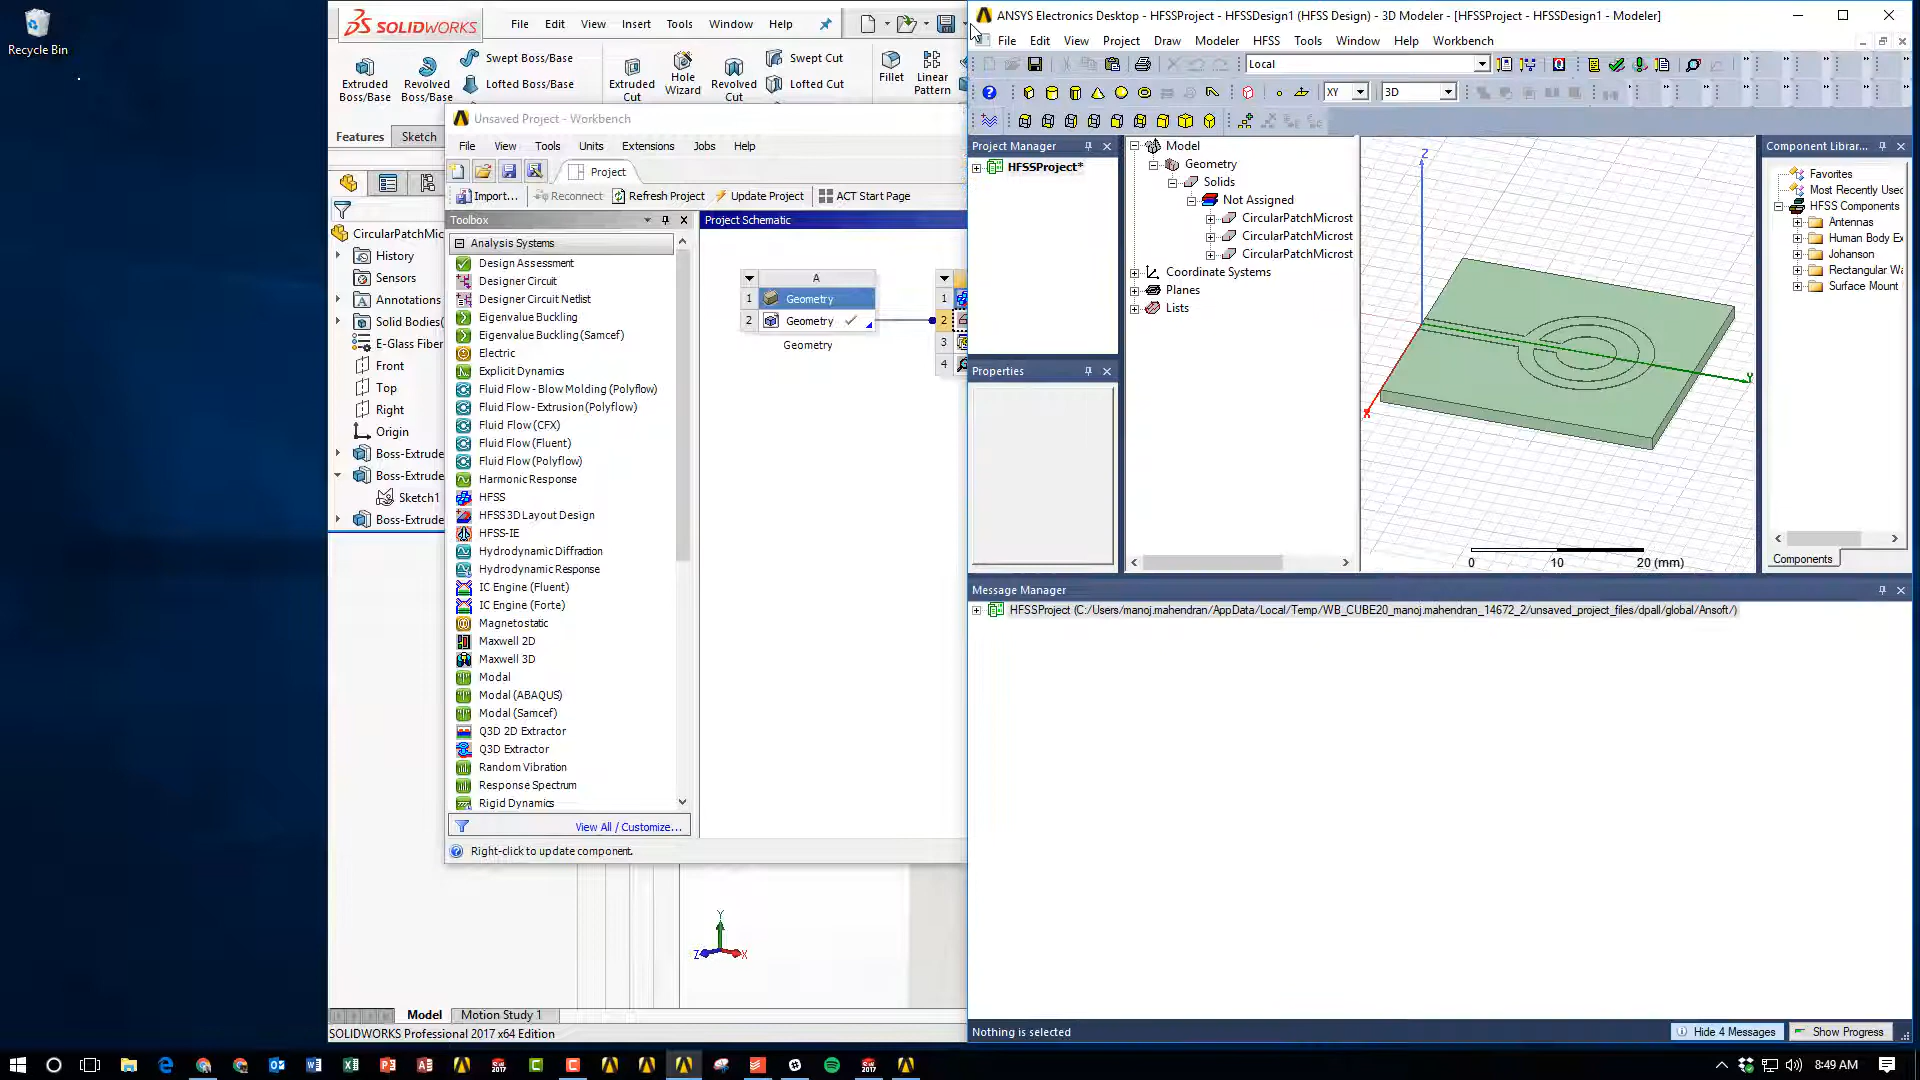 Recycle Bin
SOLIDWORKS
File Edit View Insert Tools Window Help
Extruded Boss/Base
Revolved Boss/Base
Swept Boss/Base
Lofted Boss/Base
Extruded Cut
Hole Wizard
Revolved Cut
Swept Cut
Lofted Cut
Fillet
Linear Pattern
Features Sketch
CircularPatchMic
History
Sensors
Annotations
Solid Bodies(
E-Glass Fiber
Front
Top
Right
Origin
Boss-Extrude
Boss-Extrude
Sketch1
Boss-Extrude
Model Motion Study 1
SOLIDWORKS Professional 2017 x64 Edition
Y
Z X
Unsaved Project - Workbench
File View Tools Units Extensions Jobs Help
Project
Import... Reconnect Refresh Project Update Project ACT Start Page
Toolbox
Analysis Systems
Design Assessment
Designer Circuit
Designer Circuit Netlist
Eigenvalue Buckling
Eigenvalue Buckling (Samcef)
Electric
Explicit Dynamics
Fluid Flow - Blow Molding (Polyflow)
Fluid Flow - Extrusion (Polyflow)
Fluid Flow (CFX)
Fluid Flow (Fluent)
Fluid Flow (Polyflow)
Harmonic Response
HFSS
HFSS 3D Layout Design
HFSS-IE
Hydrodynamic Diffraction
Hydrodynamic Response
IC Engine (Fluent)
IC Engine (Forte)
Magnetostatic
Maxwell 2D
Maxwell 3D
Modal
Modal (ABAQUS)
Modal (Samcef)
Q3D 2D Extractor
Q3D Extractor
Random Vibration
Response Spectrum
Rigid Dynamics
View All / Customize...
Right-click to update component.
Project Schematic
A
1 Geometry
2 Geometry
Geometry
1
2
3
4
ANSYS Electronics Desktop - HFSSProject - HFSSDesign1 (HFSS Design) - 3D Modeler - [HFSSProject - HFSSDesign1 - Modeler]
File Edit View Project Draw Modeler HFSS Tools Window Help Workbench
Local
XY 3D
Project Manager
HFSSProject*
Properties
Model
Geometry
Solids
Not Assigned
CircularPatchMicrost
CircularPatchMicrost
CircularPatchMicrost
Coordinate Systems
Planes
Lists
Z
Y
X
0 10 20 (mm)
Component Librar...
Favorites
Most Recently Used
HFSS Components
Antennas
Human Body Ex
Johanson
Rectangular Wa
Surface Mount
Components
Message Manager
HFSSProject (C:/Users/manoj.mahendran/AppData/Local/Temp/WB_CUBE20_manoj.mahendran_14672_2/unsaved_project_files/dpall/global/Ansoft/)
Nothing is selected
Hide 4 Messages Show Progress
8:49 AM